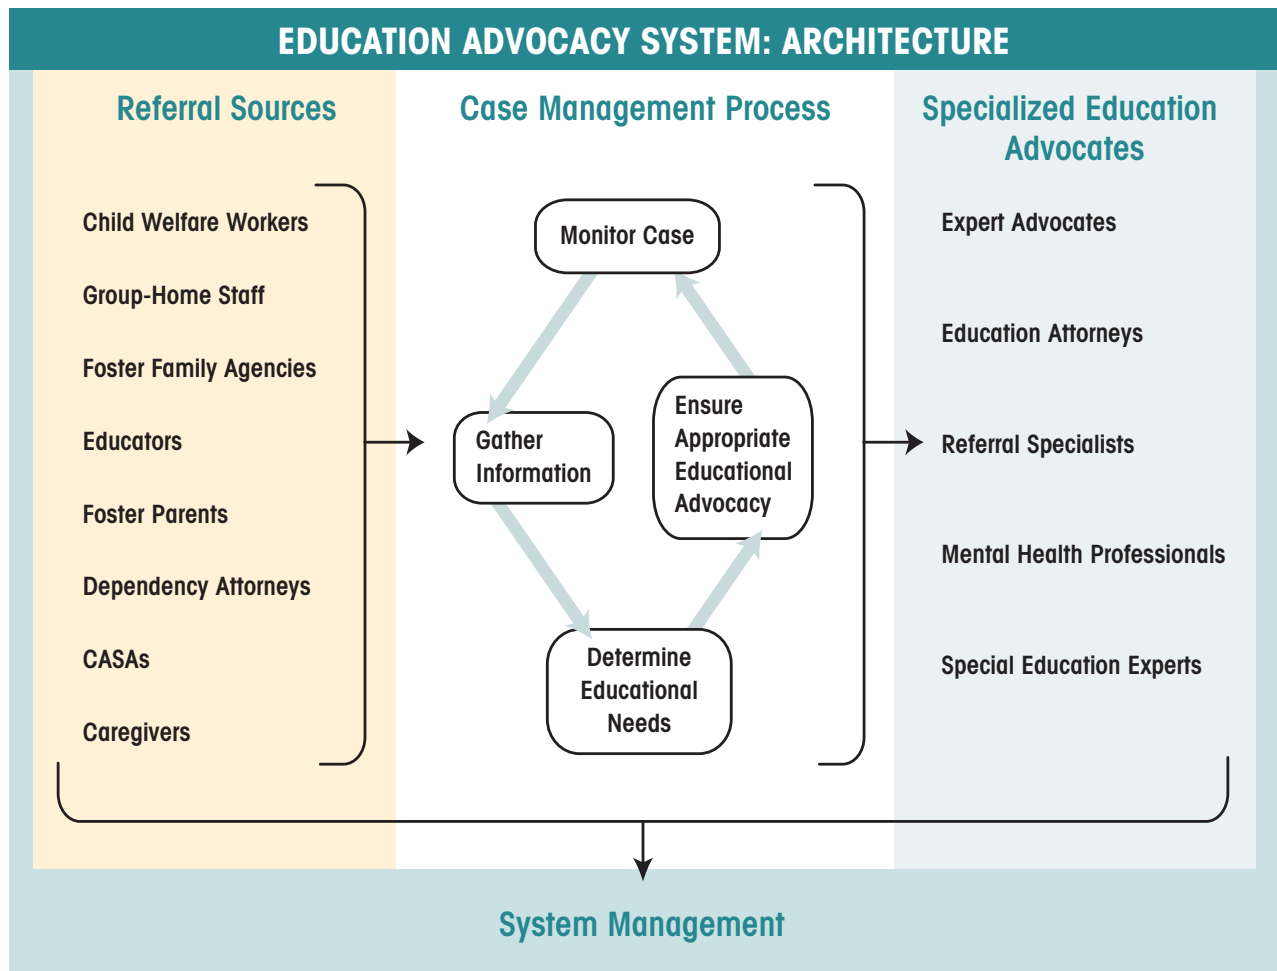 EDUCATION ADVOCACY SYSTEM: ARCHITECTURE
Referral Sources
Child Welfare Workers
Group-Home Staff
Foster Family Agencies
Educators
Foster Parents
Dependency Attorneys
CASAs
Caregivers
Case Management Process
Monitor Case
Gather
Information
Ensure
Appropriate
Educational
Advocacy
Determine
Educational
Needs
Specialized Education
Advocates
Expert Advocates
Education Attorneys
Referral Specialists
Mental Health Professionals
Special Education Experts
System Management